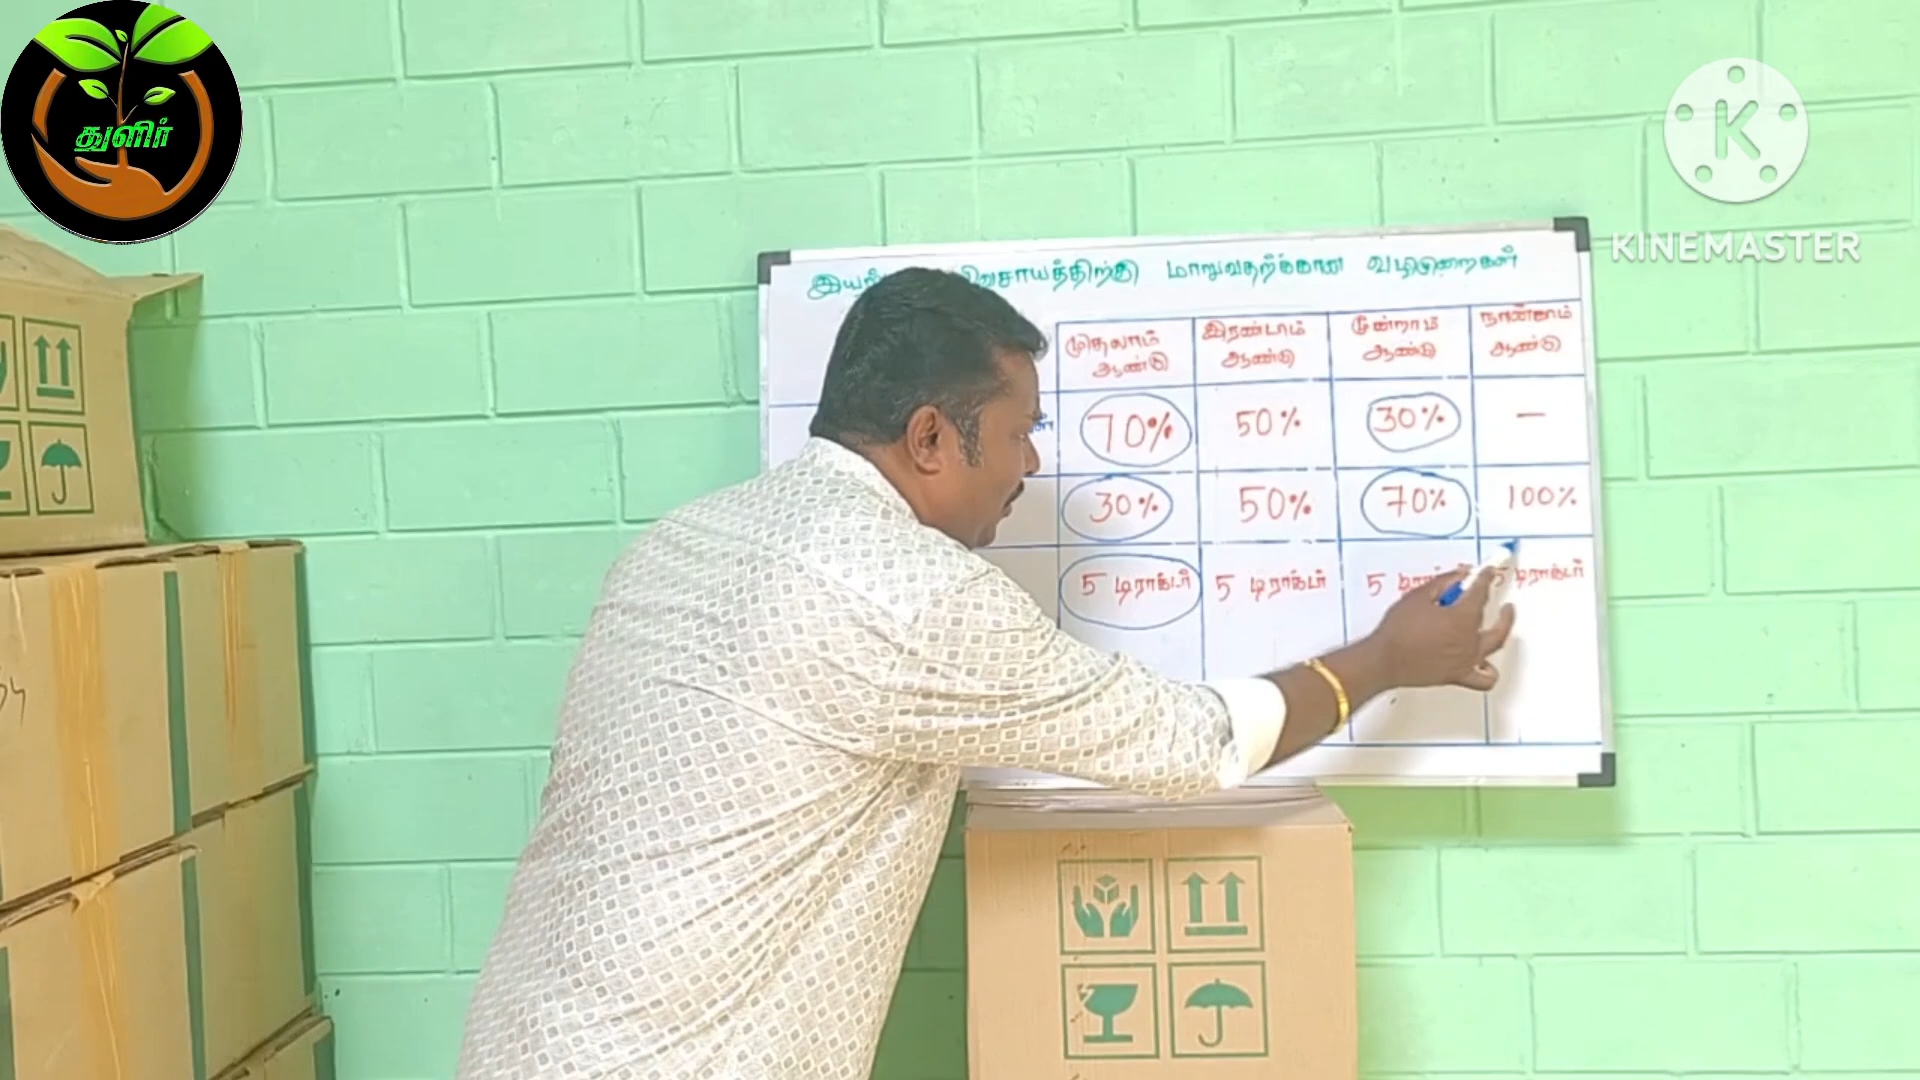 துளிர்
KINEMASTER
விவசாயத்திற்கு மாறுவதற்க்கான வழிமுறைகள்
முதலாம் ஆண்டு இரண்டாம் ஆண்டு மூன்றாம் ஆண்டு நான்காம் ஆண்டு
70% 50% 30% -
30% 50% 70% 100%
5 டிராக்டர் 5 டிராக்டர் 5 5 டிராக்டர்